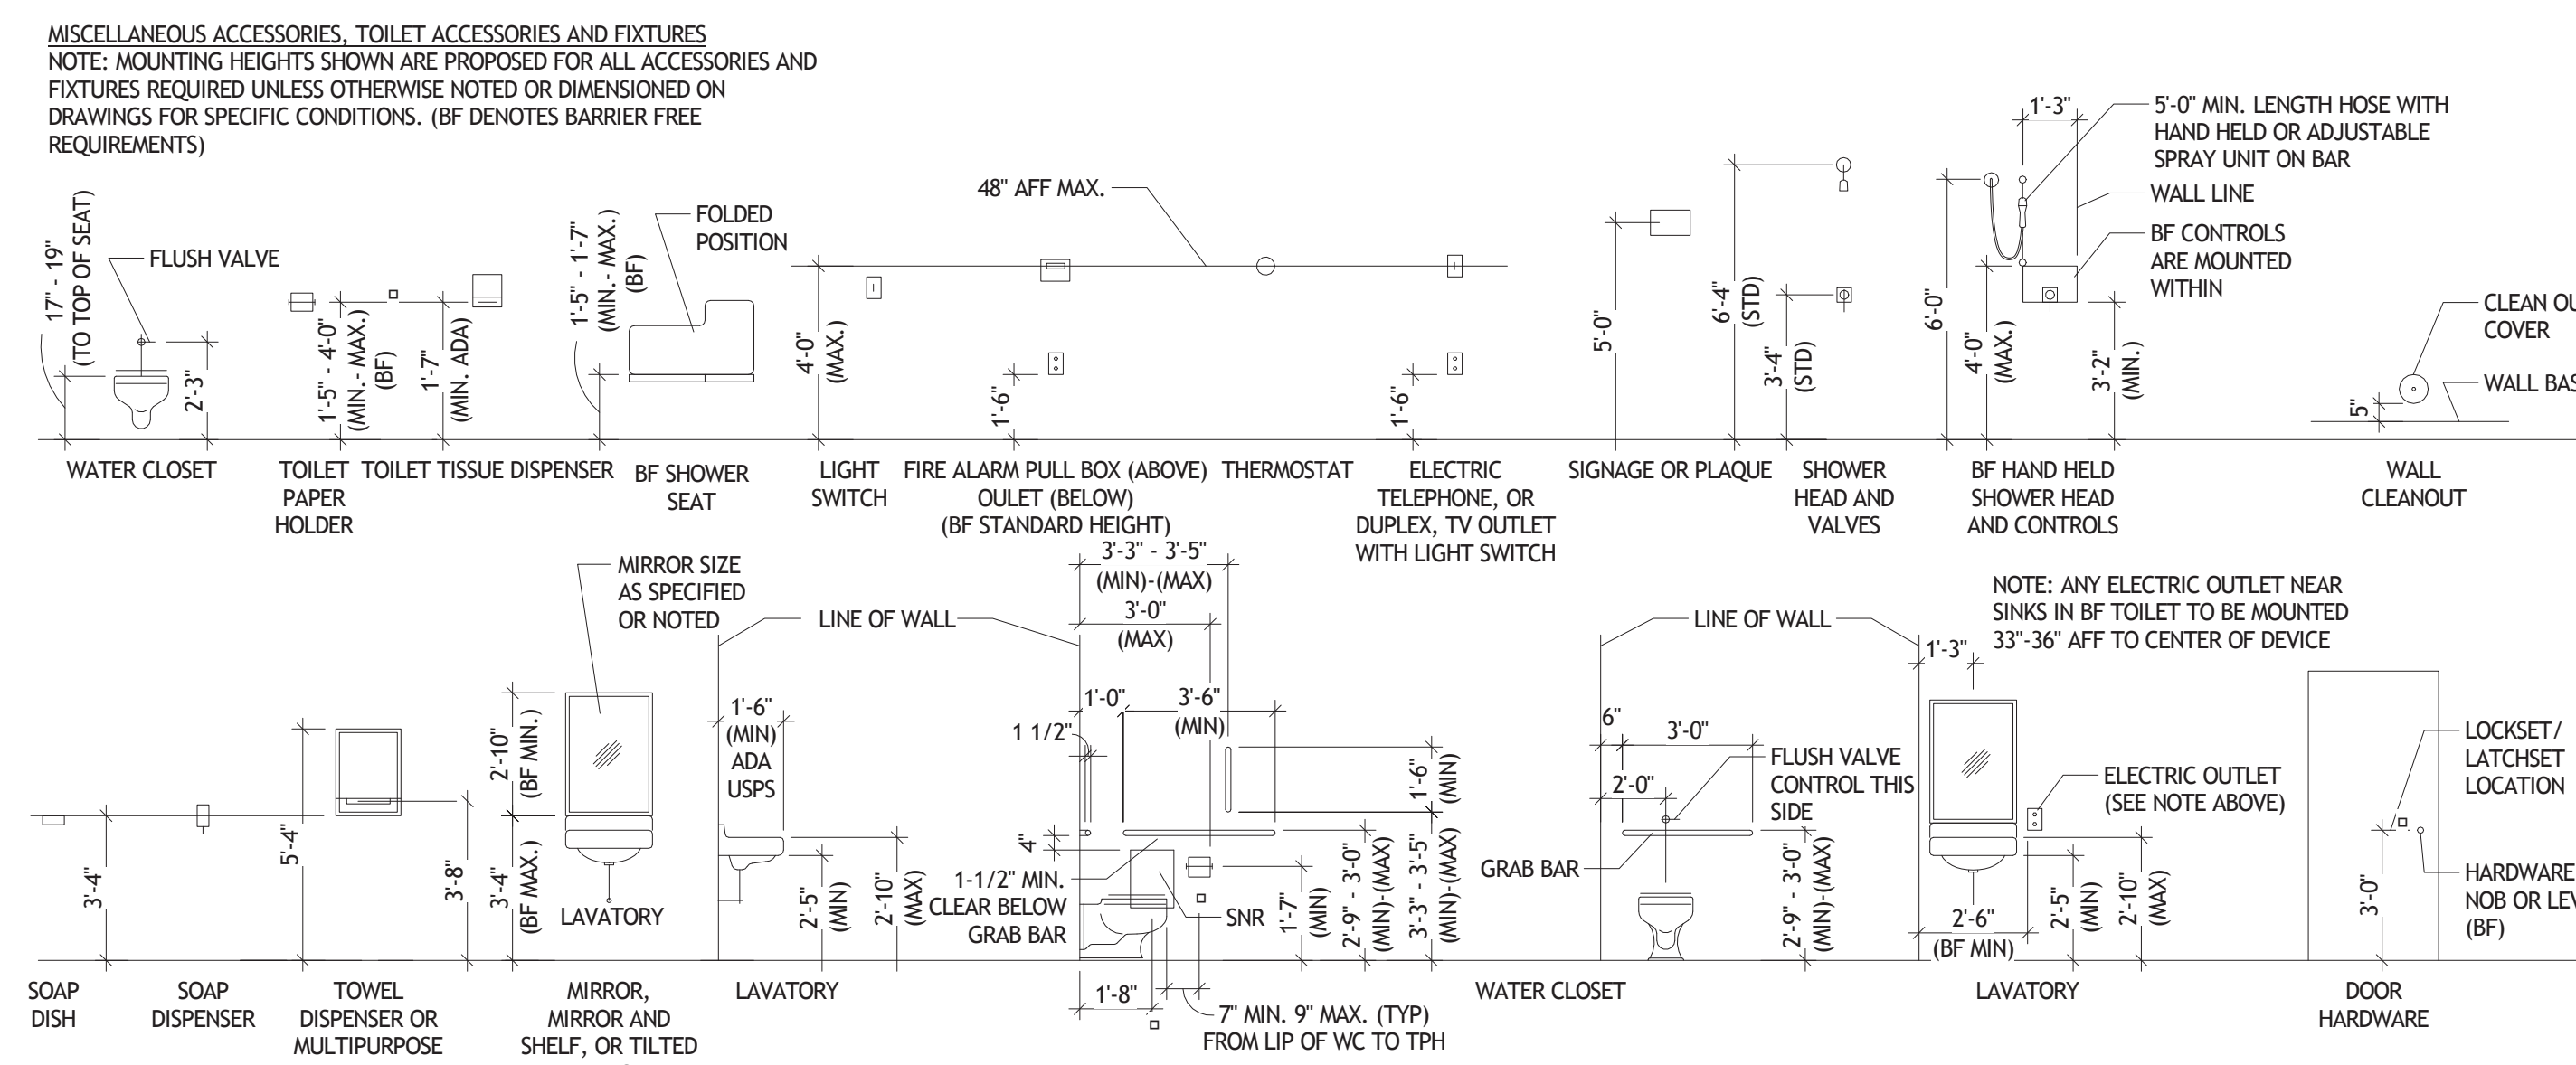 MISCELLANEOUS ACCESSORIES, TOILET ACCESSORIES AND FIXTURES
NOTE: MOUNTING HEIGHTS SHOWN ARE PROPOSED FOR ALL ACCESSORIES AND
FIXTURES REQUIRED UNLESS OTHERWISE NOTED OR DIMENSIONED ON
DRAWINGS FOR SPECIFIC CONDITIONS. (BF DENOTES BARRIER FREE
REQUIREMENTS)
17" - 19"
(TO TOP OF SEAT)
FLUSH VALVE
2'-3"
1'-5" - 4'-0"
(MIN.- MAX.)
(BF)
1'-7"
(MIN. ADA)
1'-5" - 1'-7"
(MIN.- MAX.)
(BF)
FOLDED
POSITION
4'-0"
(MAX.)
48" AFF MAX.
1'-6"
1'-6"
5'-0"
6'-4"
(STD)
3'-4"
(STD)
6'-0"
1'-3"
4'-0"
(MAX.)
3'-2"
(MIN.)
5'-0" MIN. LENGTH HOSE WITH
HAND HELD OR ADJUSTABLE
SPRAY UNIT ON BAR
WALL LINE
BF CONTROLS
ARE MOUNTED
WITHIN
CLEAN OU
COVER
WALL BAS
5"
WATER CLOSET
TOILET
PAPER
HOLDER
TOILET TISSUE DISPENSER
BF SHOWER
SEAT
LIGHT
SWITCH
FIRE ALARM PULL BOX (ABOVE)
OULET (BELOW)
(BF STANDARD HEIGHT)
THERMOSTAT
ELECTRIC
TELEPHONE, OR
DUPLEX, TV OUTLET
WITH LIGHT SWITCH
SIGNAGE OR PLAQUE
SHOWER
HEAD AND
VALVES
BF HAND HELD
SHOWER HEAD
AND CONTROLS
WALL
CLEANOUT
3'-4"
5'-4"
3'-8"
2'-10"
(BF MIN.)
3'-4"
(BF MAX.)
MIRROR SIZE
AS SPECIFIED
OR NOTED
LAVATORY
LINE OF WALL
1'-6"
(MIN)
ADA
USPS
2'-5"
(MIN)
2'-10"
(MAX)
3'-3" - 3'-5"
(MIN)-(MAX)
3'-0"
(MAX)
1'-0"
3'-6"
(MIN)
1 1/2"
4"
1-1/2" MIN.
CLEAR BELOW
GRAB BAR
SNR
1'-7"
(MIN)
2'-9" - 3'-0"
(MIN)-(MAX)
1'-6"
(MIN)
3'-3" - 3'-5"
(MIN)-(MAX)
1'-8"
7" MIN. 9" MAX. (TYP)
FROM LIP OF WC TO TPH
LINE OF WALL
6"
3'-0"
2'-0"
FLUSH VALVE
CONTROL THIS
SIDE
GRAB BAR
2'-9" - 3'-0"
(MIN)-(MAX)
NOTE: ANY ELECTRIC OUTLET NEAR
SINKS IN BF TOILET TO BE MOUNTED
33"-36" AFF TO CENTER OF DEVICE
1'-3"
ELECTRIC OUTLET
(SEE NOTE ABOVE)
2'-6"
(BF MIN)
2'-5"
(MIN)
2'-10"
(MAX)
3'-0"
LOCKSET/
LATCHSET
LOCATION
HARDWARE
NOB OR LEV
(BF)
SOAP
DISH
SOAP
DISPENSER
TOWEL
DISPENSER OR
MULTIPURPOSE
MIRROR,
MIRROR AND
SHELF, OR TILTED
LAVATORY
WATER CLOSET
LAVATORY
DOOR
HARDWARE